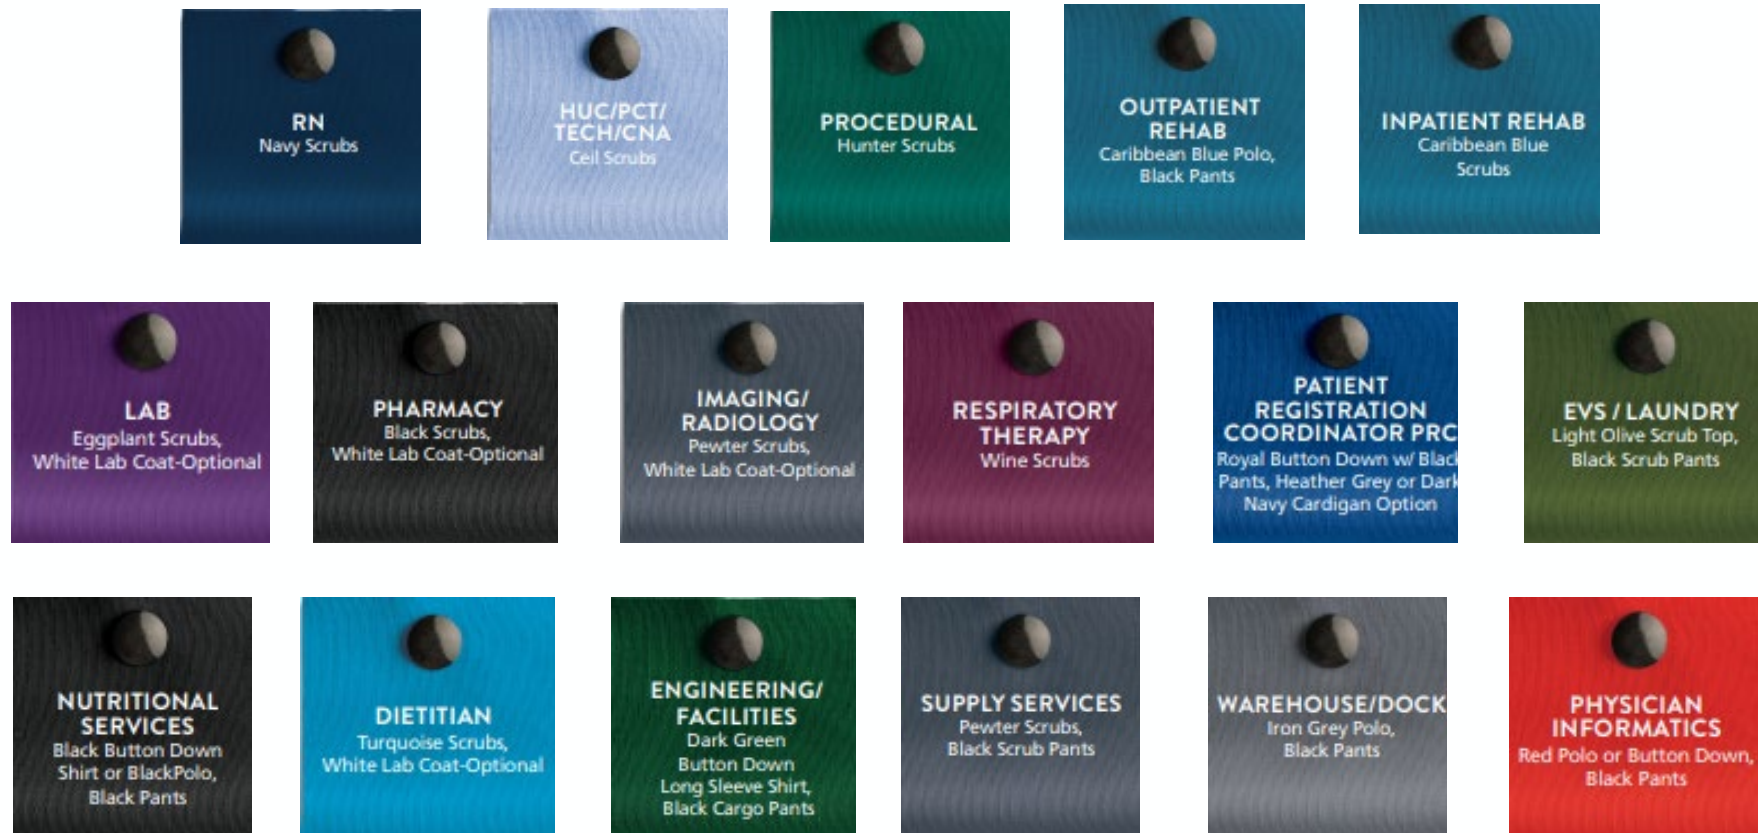 RN
Navy Scrubs
HUC/PCT/
TECH/CNA
Ceil Scrubs
PROCEDURAL
Hunter Scrubs
OUTPATIENT
REHAB
Caribbean Blue Polo,
Black Pants
INPATIENT REHAB
Caribbean Blue
Scrubs
LAB
Eggplant Scrubs,
White Lab Coat-Optional
PHARMACY
Black Scrubs,
White Lab Coat-Optional
IMAGING/
RADIOLOGY
Pewter Scrubs,
White Lab Coat-Optional
RESPIRATORY
THERAPY
Wine Scrubs
PATIENT
REGISTRATION
COORDINATOR PRC
Royal Button Down w/ Black
Pants, Heather Grey or Dark
Navy Cardigan Option
EVS / LAUNDRY
Light Olive Scrub Top,
Black Scrub Pants
NUTRITIONAL
SERVICES
Black Button Down
Shirt or BlackPolo,
Black Pants
DIETITIAN
Turquoise Scrubs,
White Lab Coat-Optional
ENGINEERING/
FACILITIES
Dark Green
Button Down
Long Sleeve Shirt,
Black Cargo Pants
SUPPLY SERVICES
Pewter Scrubs,
Black Scrub Pants
WAREHOUSE/DOCK
Iron Grey Polo,
Black Pants
PHYSICIAN
INFORMATICS
Red Polo or Button Down,
Black Pants